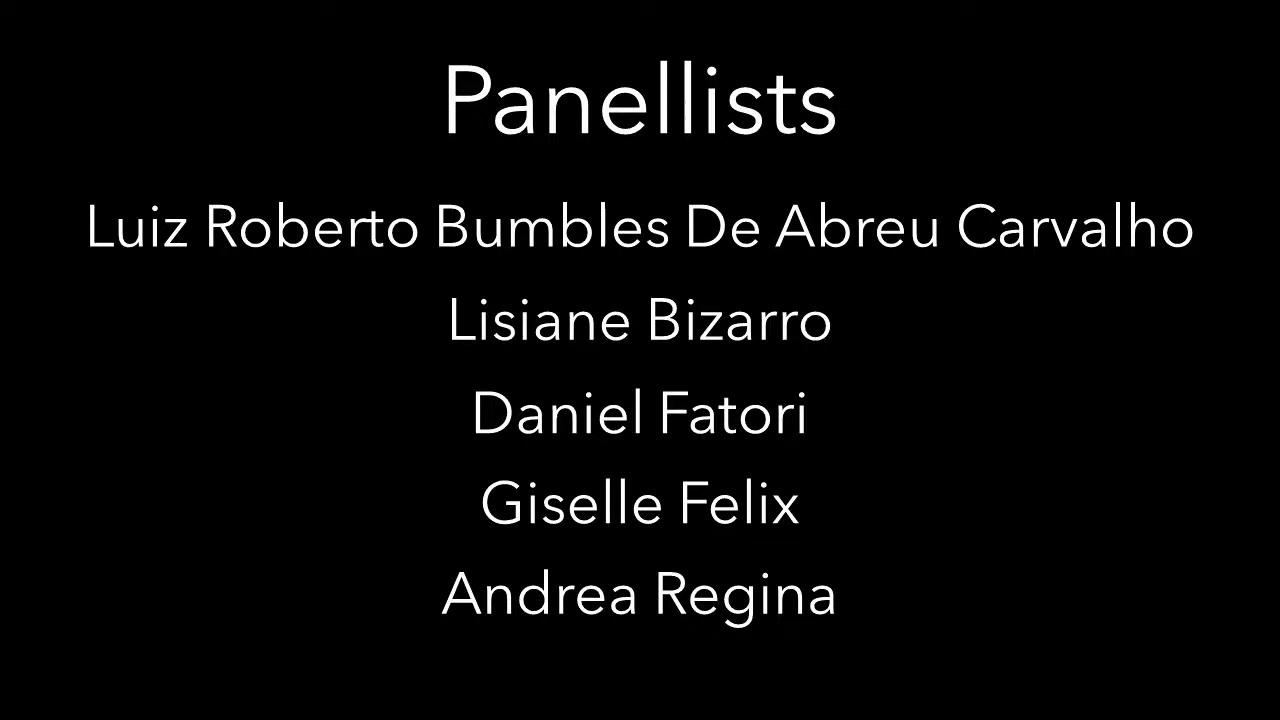 Panellists
Luiz Roberto Bumbles De Abreu Carvalho
Lisiane Bizarro
Daniel Fatori
Giselle Felix
Andrea Regina